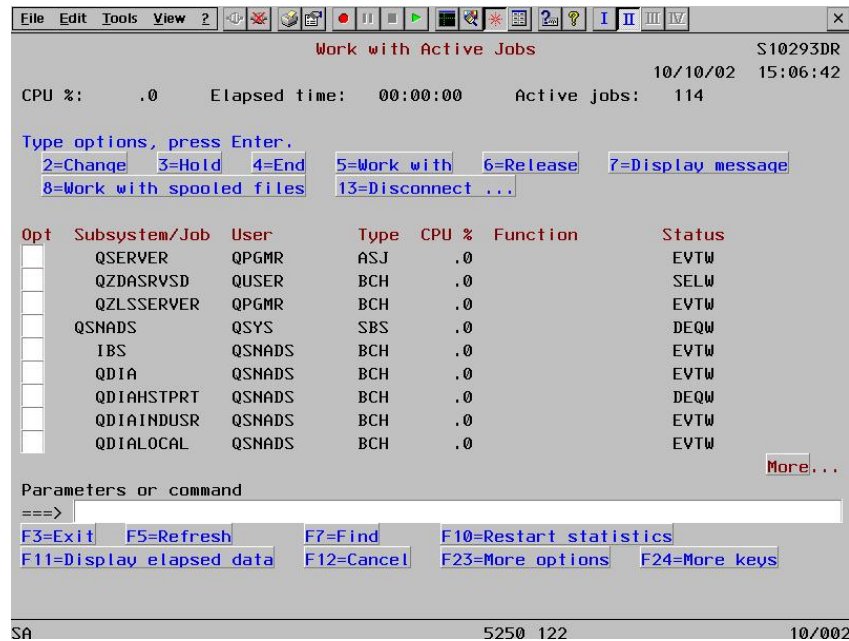 File Edit Tools View ? I II III IV
Work with Active Jobs S10293DR
10/10/02 15:06:42
CPU %: .0 Elapsed time: 00:00:00 Active jobs: 114
Type options, press Enter.
2=Change 3=Hold 4=End 5=Work with 6=Release 7=Display message
8=Work with spooled files 13=Disconnect ...
Opt Subsystem/Job User Type CPU % Function Status
QSERVER QPGMR ASJ .0 EVTW
QZDASRVSD QUSER BCH .0 SELW
QZLSSERVER QPGMR BCH .0 EVTW
QSNADS QSYS SBS .0 DEQW
IBS QSNADS BCH .0 EVTW
QDIA QSNADS BCH .0 EVTW
QDIAHSTPRT QSNADS BCH .0 DEQW
QDIAINDUSR QSNADS BCH .0 EVTW
QDIALOCAL QSNADS BCH .0 EVTW
More...
Parameters or command
===>
F3=Exit F5=Refresh F7=Find F10=Restart statistics
F11=Display elapsed data F12=Cancel F23=More options F24=More keys
SA 5250 122 10/002